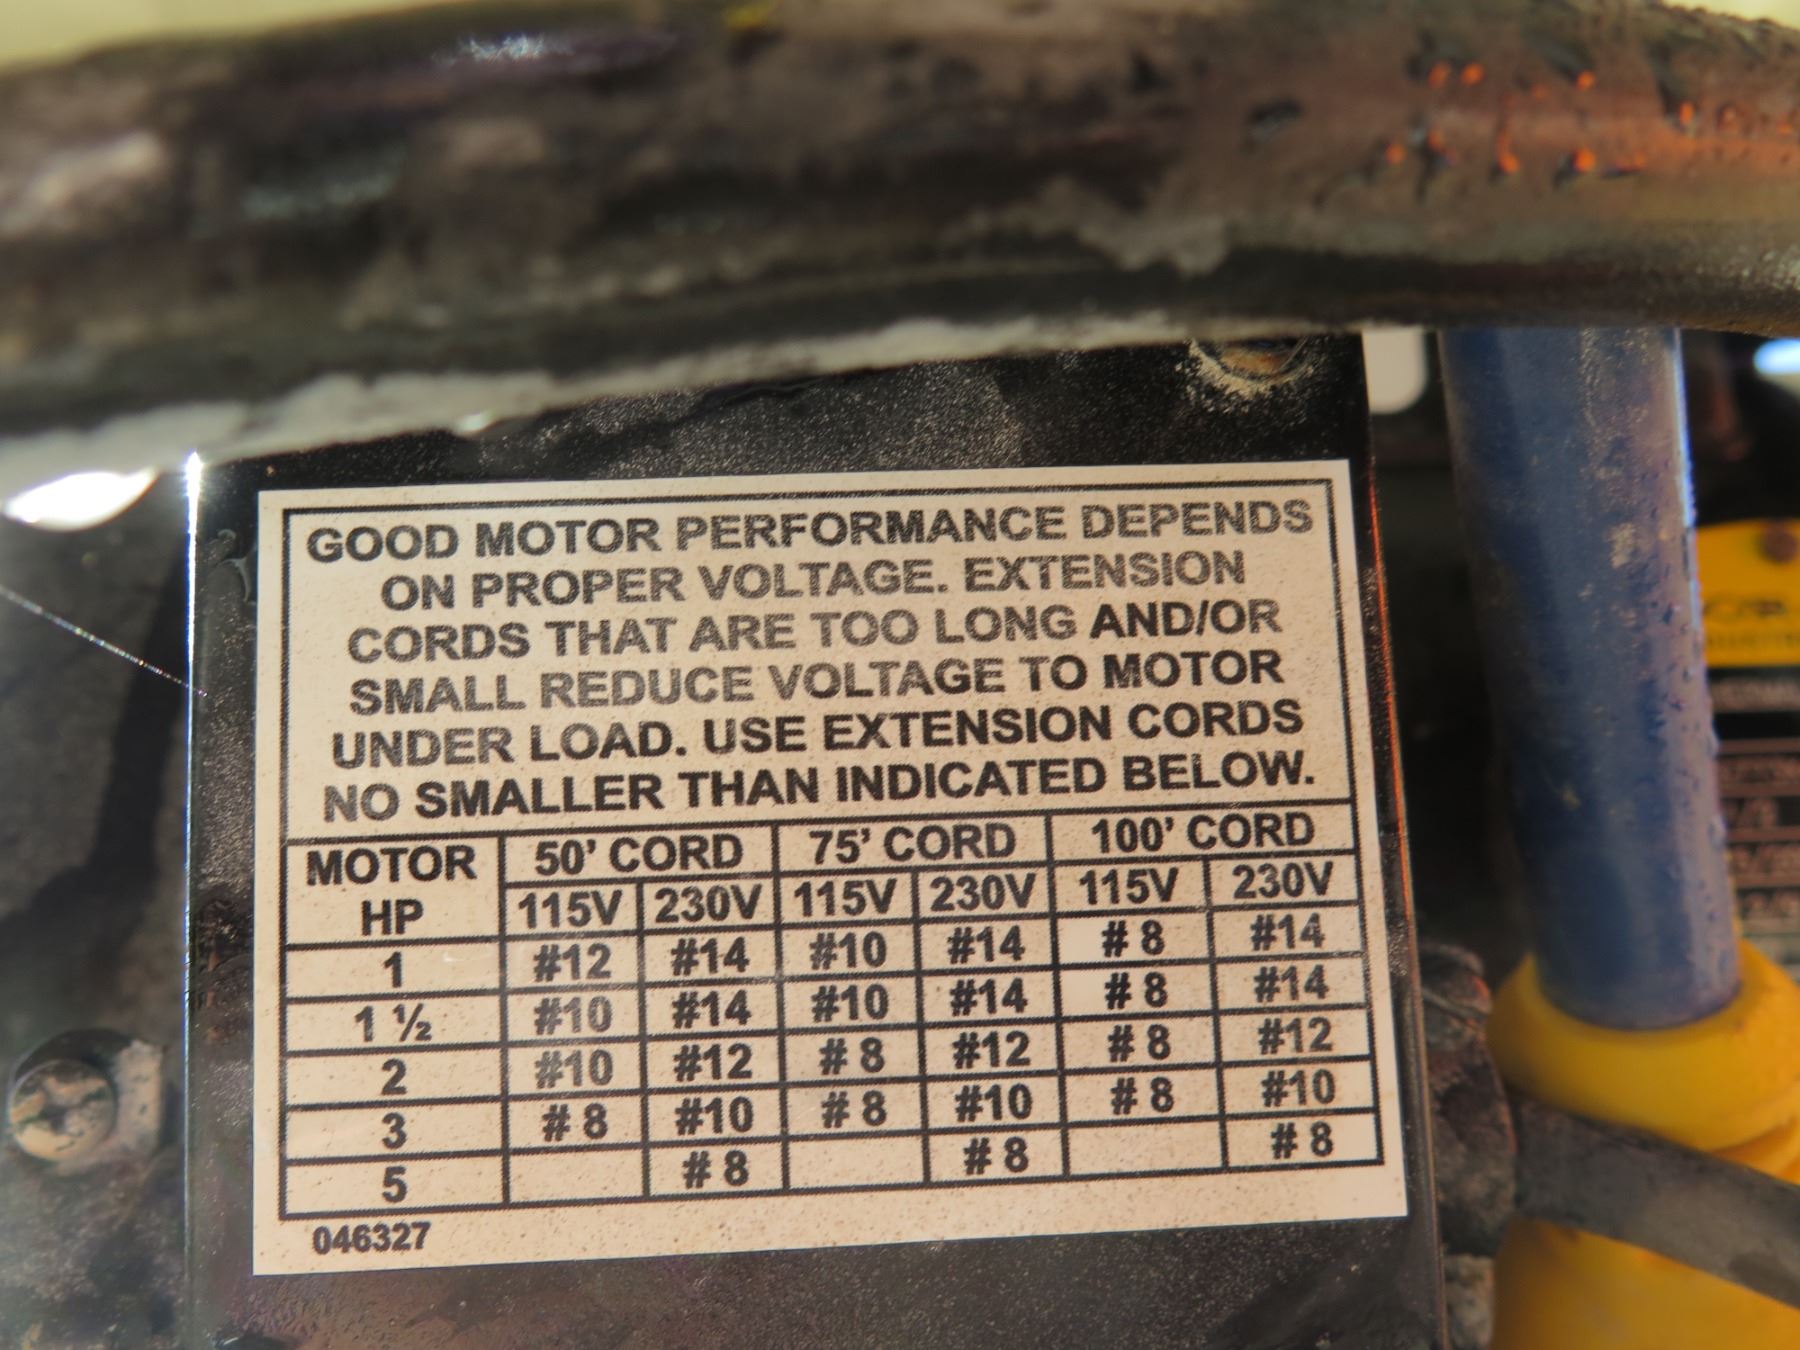 GOOD MOTOR PERFORMANCE DEPENDS
ON PROPER VOLTAGE. EXTENSION
CORDS THAT ARE TOO LONG AND/OR
SMALL REDUCE VOLTAGE TO MOTOR
UNDER LOAD. USE EXTENSION CORDS
NO SMALLER THAN INDICATED BELOW.
MOTOR HP 50' CORD 75' CORD 100' CORD
115V 230V 115V 230V 115V 230V
1 #12 #14 #10 #14 # 8 #14
1 ½ #10 #14 #10 #14 # 8 #14
2 #10 #12 # 8 #12 # 8 #12
3 # 8 #10 # 8 #10 # 8 #10
5 # 8 # 8 # 8
046327